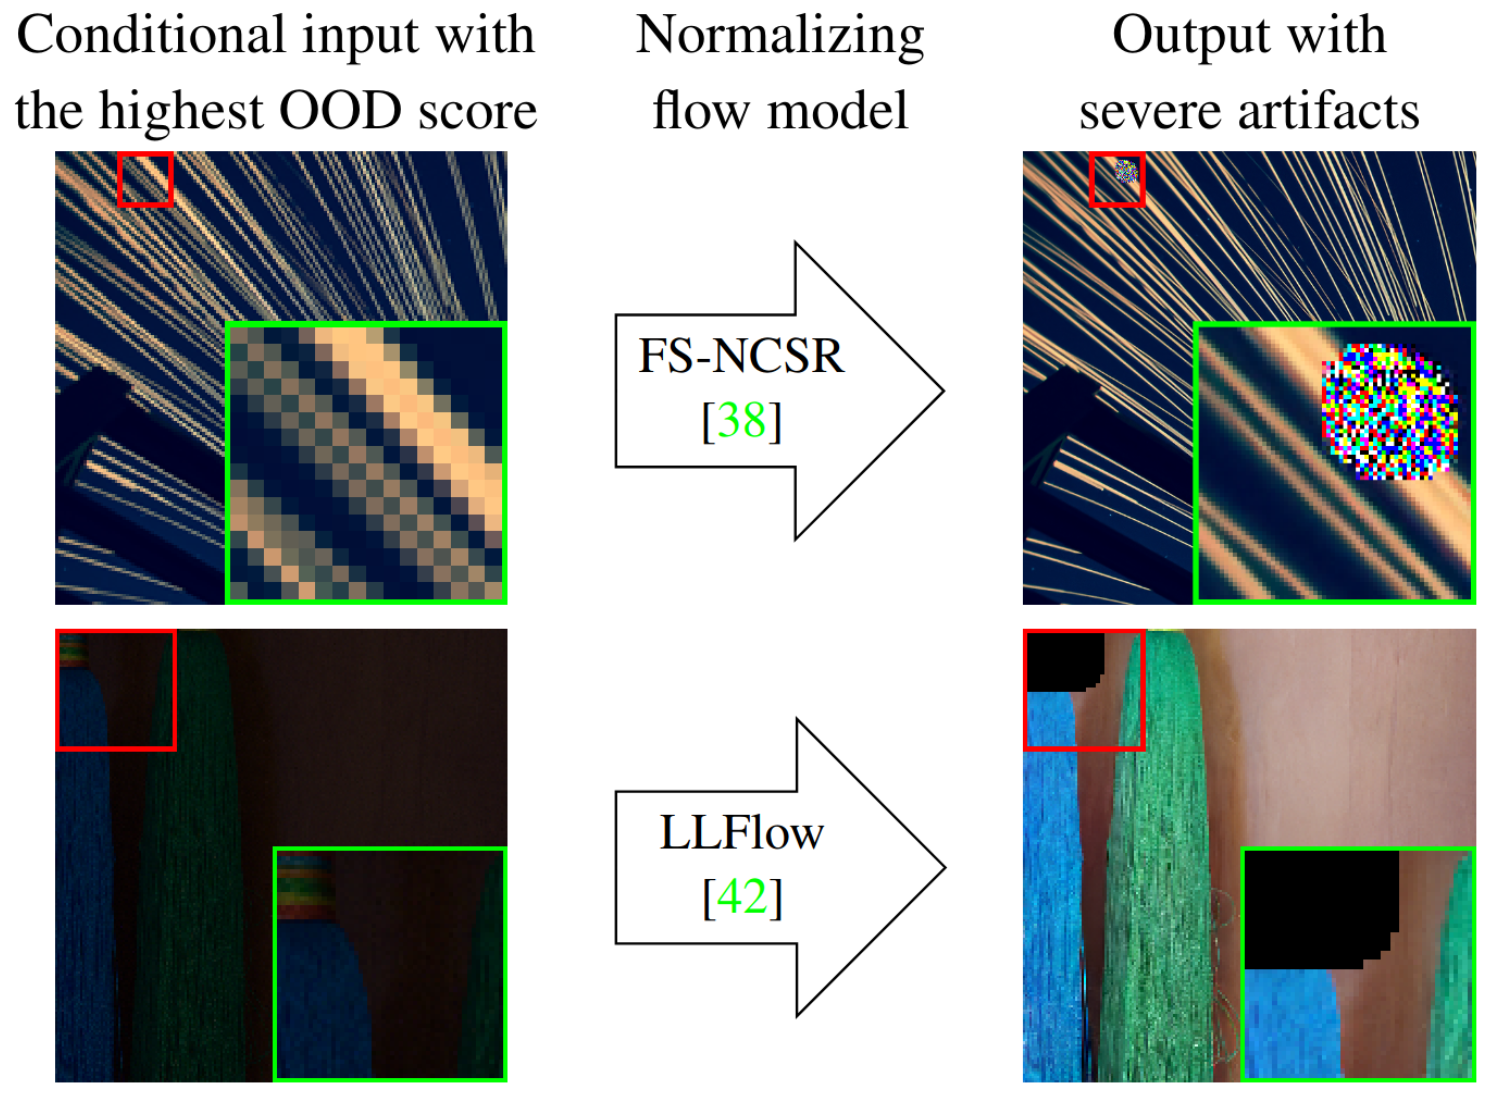 Conditional input with
the highest OOD score
Normalizing
flow model
Output with
severe artifacts
FS-NCSR
[38]
LLFlow
[42]